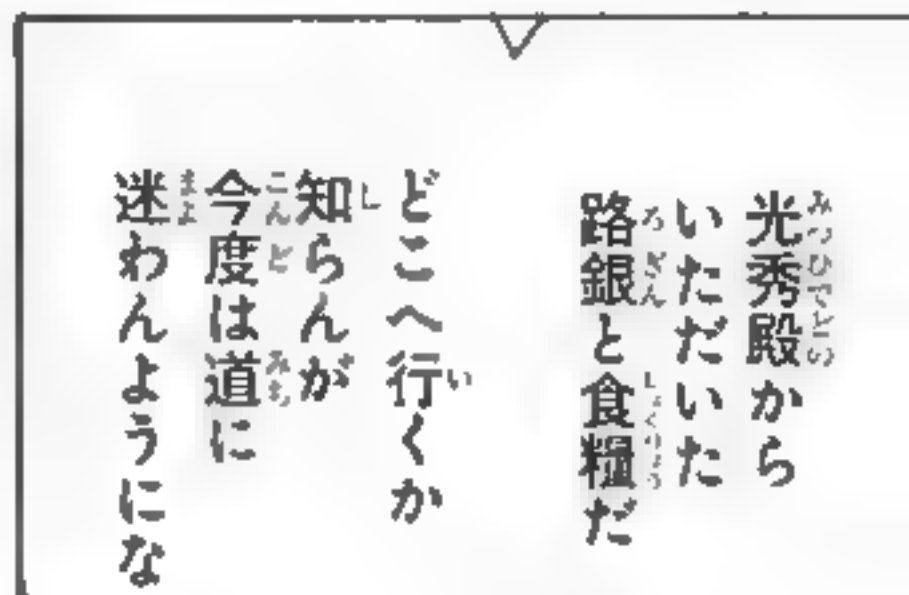 光秀殿から
いただいた
路銀と食糧だ
どこへ行くか
知らんが
今度は道に
迷わんようにな